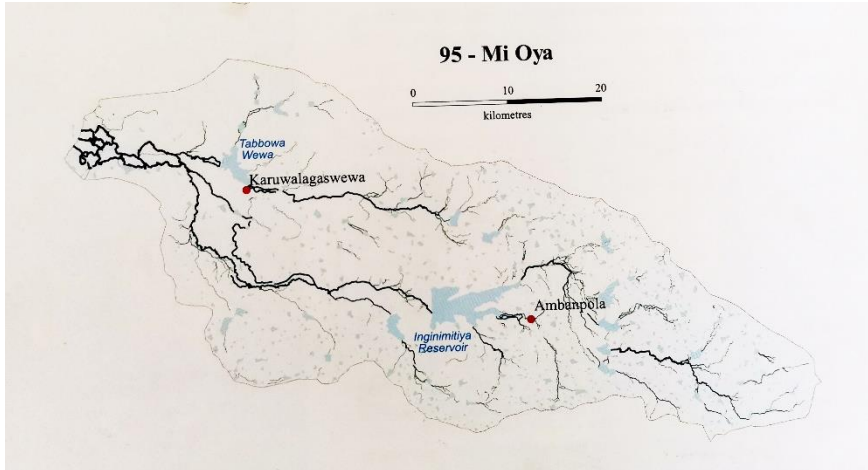 95 - Mi Oya
0 10 20
kilometres
Tabbowa
Wewa
Karuwalagaswewa
Ambanpola
Inginimitiya
Reservoir